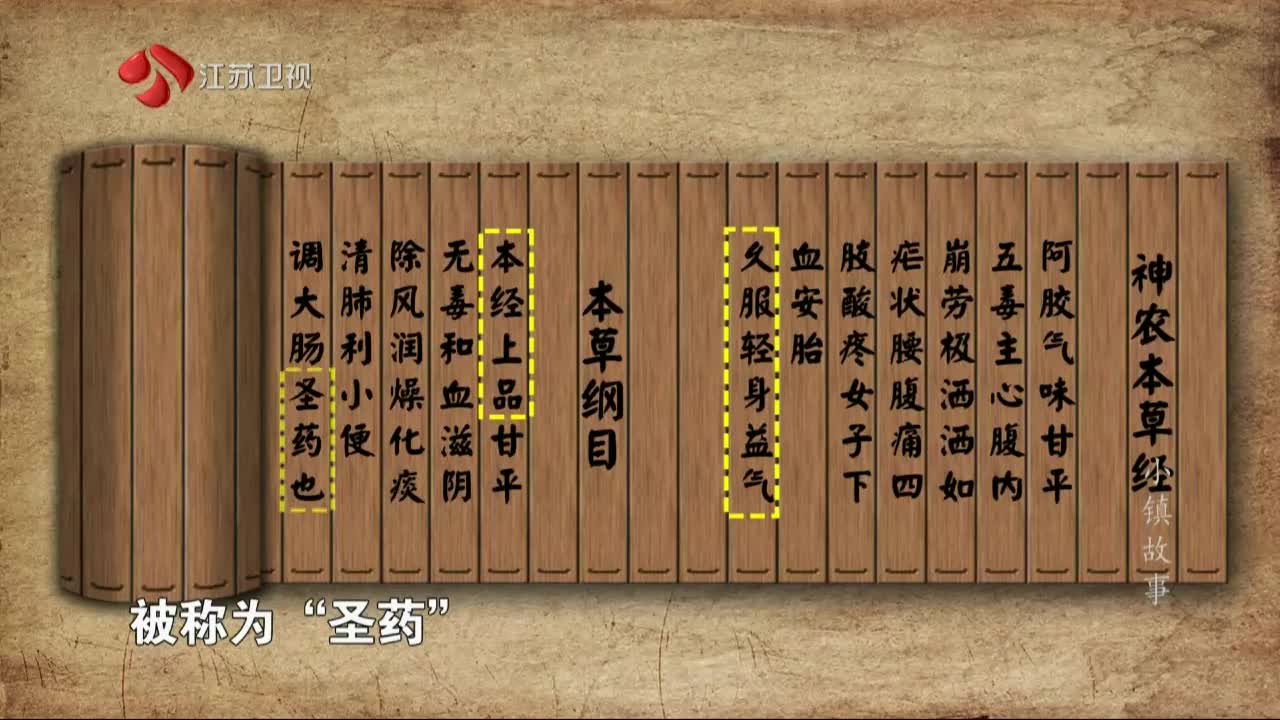 江苏卫视
神农本草经
阿胶气味甘平
五毒主心腹内
崩劳极洒洒如
疟状腰腹痛四
肢酸疼女子下
血安胎
久服轻身益气
本草纲目
本经上品甘平
无毒和血滋阴
除风润燥化痰
清肺利小便
调大肠圣药也
小镇故事
被称为“圣药”